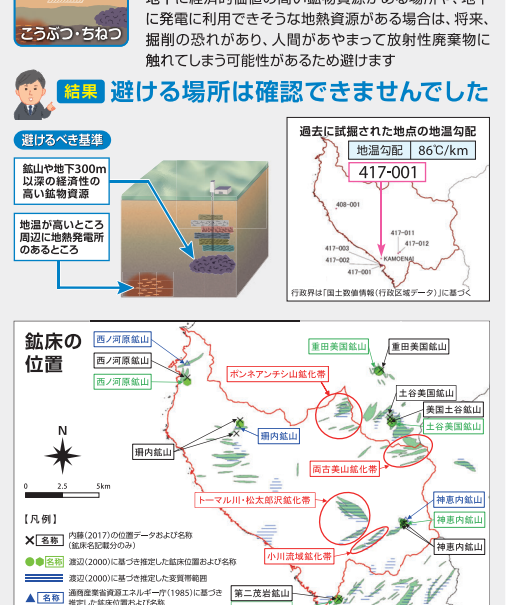 地下に経済的価値の高い鉱物資源がある場所や、地下
に発電に利用できそうな地熱資源がある場合は、将来、
掘削の恐れがあり、人間があやまって放射性廃棄物に
触れてしまう可能性があるため避けます
こうぶつ・ちねつ
結果 避ける場所は確認できませんでした
避けるべき基準
鉱山や地下300m
以深の経済性の
高い鉱物資源
地温が高いところ
周辺に地熱発電所
のあるところ
過去に試掘された地点の地温勾配
地温勾配 86℃/km
417-001
408-001
417-011
417-012
417-003
417-002
KAMOENAI
417-001
行政界は「国土数値情報(行政区域データ)」に基づく
鉱床の
位置
西ノ河原鉱山
西ノ河原鉱山
西ノ河原鉱山
重田美国鉱山
重田美国鉱山
ポンネアンチシ山鉱化帯
土谷美国鉱山
美国土谷鉱山
土谷美国鉱山
珊内鉱山
珊内鉱山
両古美山鉱化帯
N
0 2.5 5km
トーマル川・松太郎沢鉱化帯
神恵内鉱山
神恵内鉱山
神恵内鉱山
小川流域鉱化帯
第二茂岩鉱山
【凡例】
名称 内藤(2017)の位置データおよび名称
(鉱床名記載分のみ)
名称 渡辺(2000)に基づき推定した鉱床位置および名称
渡辺(2000)に基づき推定した変質帯範囲
名称 通商産業省資源エネルギー庁(1985)に基づき
推定した鉱床位置および名称